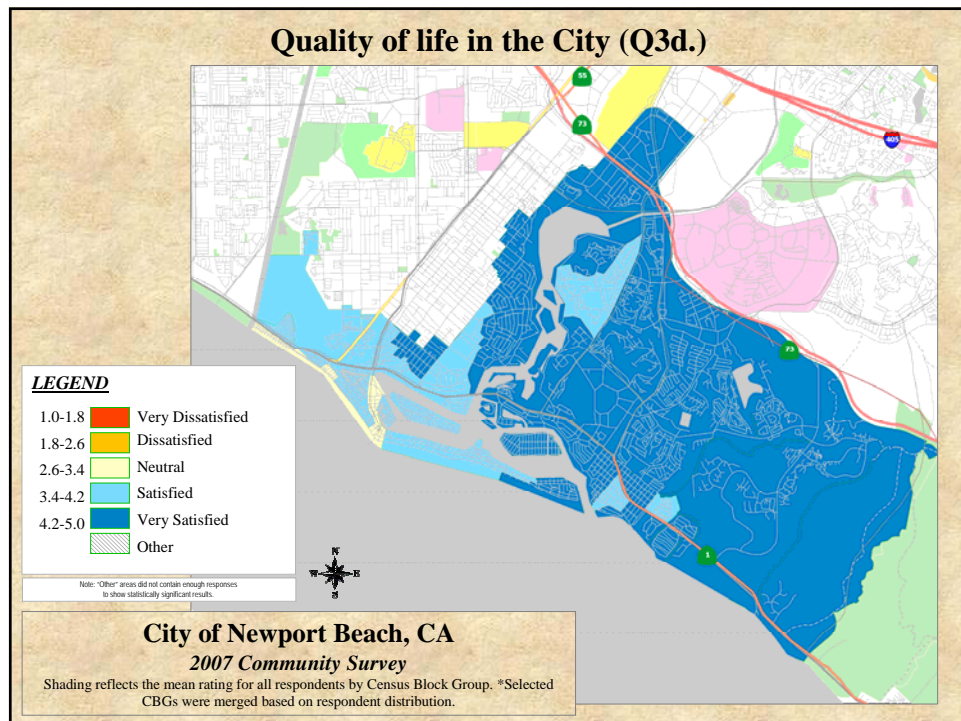 Quality of life in the City (Q3d.)
55
73
405
73
1
LEGEND
1.0-1.8 Very Dissatisfied
1.8-2.6 Dissatisfied
2.6-3.4 Neutral
3.4-4.2 Satisfied
4.2-5.0 Very Satisfied
Other
N
W E
S
Note: "Other" areas did not contain enough responses
to show statistically significant results.
City of Newport Beach, CA
2007 Community Survey
Shading reflects the mean rating for all respondents by Census Block Group. *Selected
CBGs were merged based on respondent distribution.